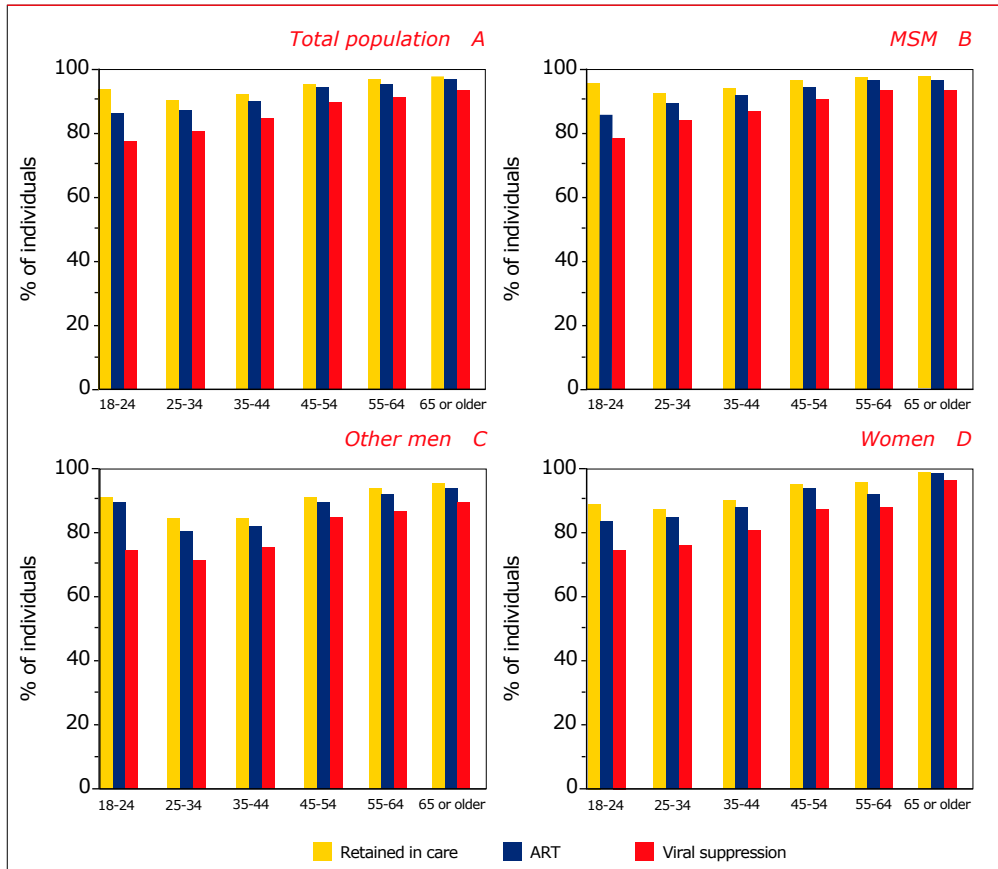 Total population A
100
80
60
40
20
0
% of individuals
18-24 25-34 35-44 45-54 55-64 65 or older
MSM B
100
80
60
40
20
0
% of individuals
18-24 25-34 35-44 45-54 55-64 65 or older
Other men C
100
80
60
40
20
0
% of individuals
18-24 25-34 35-44 45-54 55-64 65 or older
Women D
100
80
60
40
20
0
% of individuals
18-24 25-34 35-44 45-54 55-64 65 or older
Retained in care ART Viral suppression